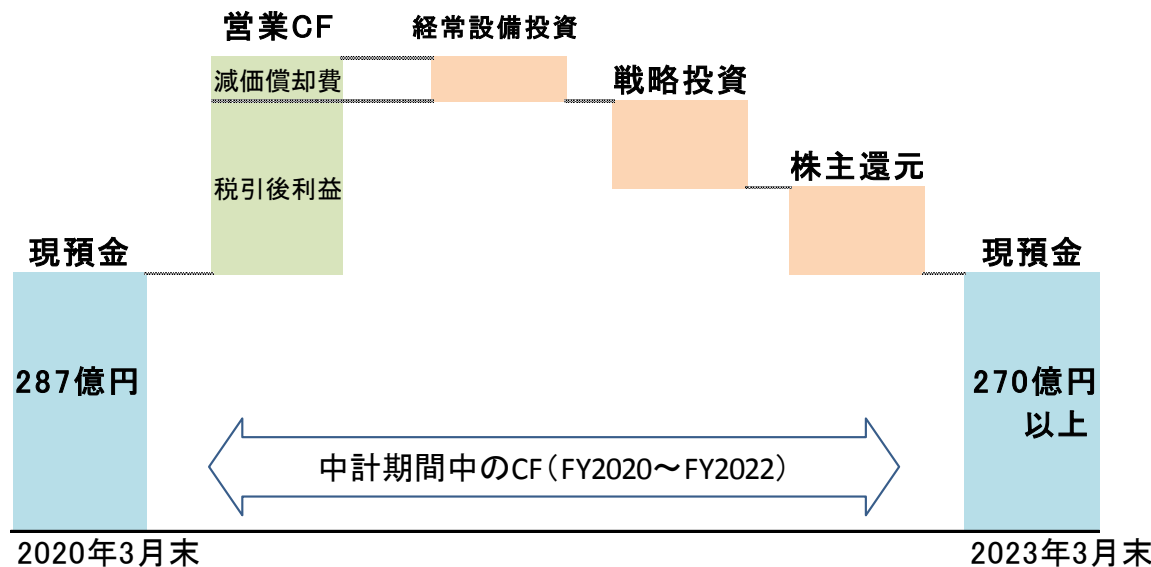 営業CF
経常設備投資
減価償却費
戦略投資
株主還元
税引後利益
現預金
現預金
287億円
270億円
以上
中計期間中のCF（FY2020～FY2022）
2020年3月末
2023年3月末